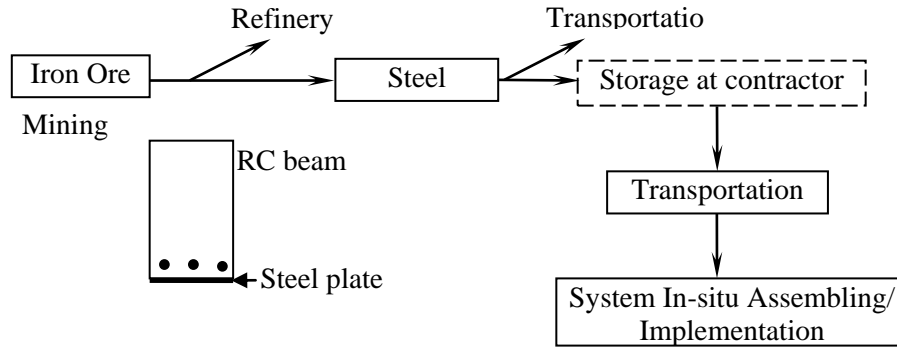 Refinery
Transportatio
Iron Ore
Steel
Storage at contractor
Mining
RC beam
Transportation
Steel plate
System In-situ Assembling/
Implementation